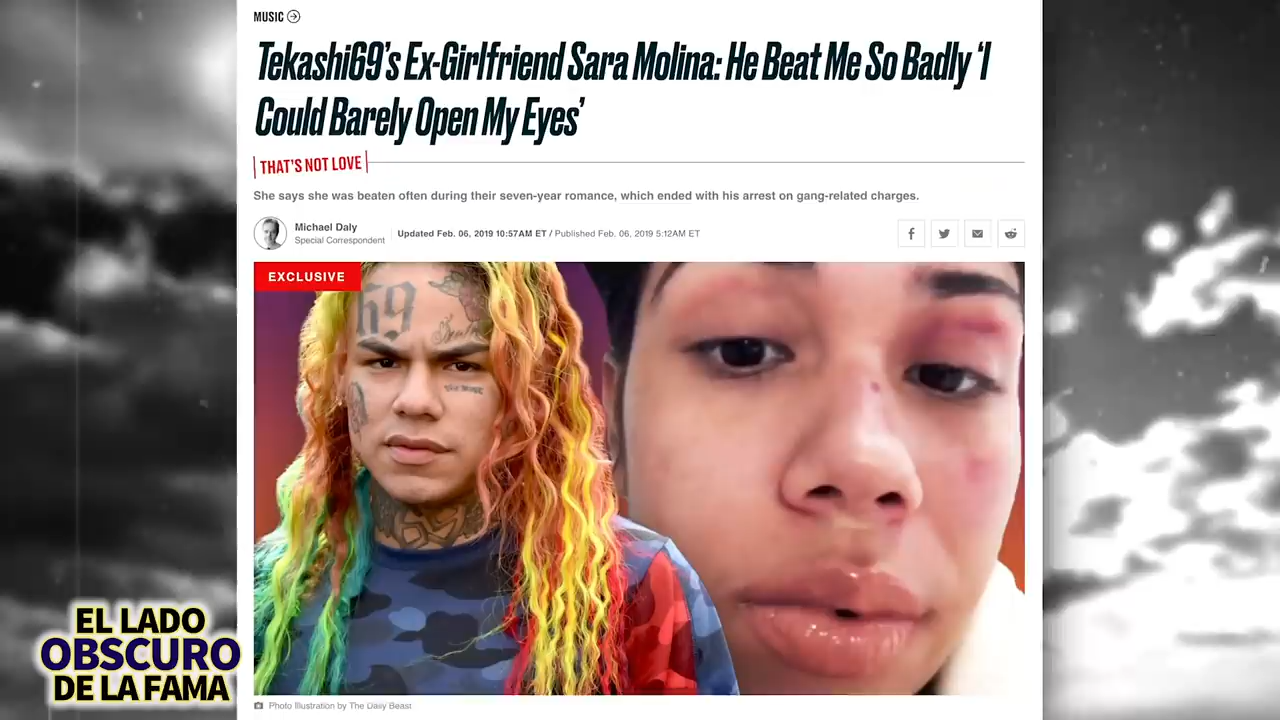 MUSIC
Tekashi69's Ex-Girlfriend Sara Molina: He Beat Me So Badly ‘I
Could Barely Open My Eyes’
THAT'S NOT LOVE
She says she was beaten often during their seven-year romance, which ended with his arrest on gang-related charges.
Michael Daly
Special Correspondent
Updated Feb. 06, 2019 10:57AM ET / Published Feb. 06, 2019 5:12AM ET
EXCLUSIVE
69
EL LADO
OBSCURO
DE LA FAMA
Photo Illustration by The Daily Beast